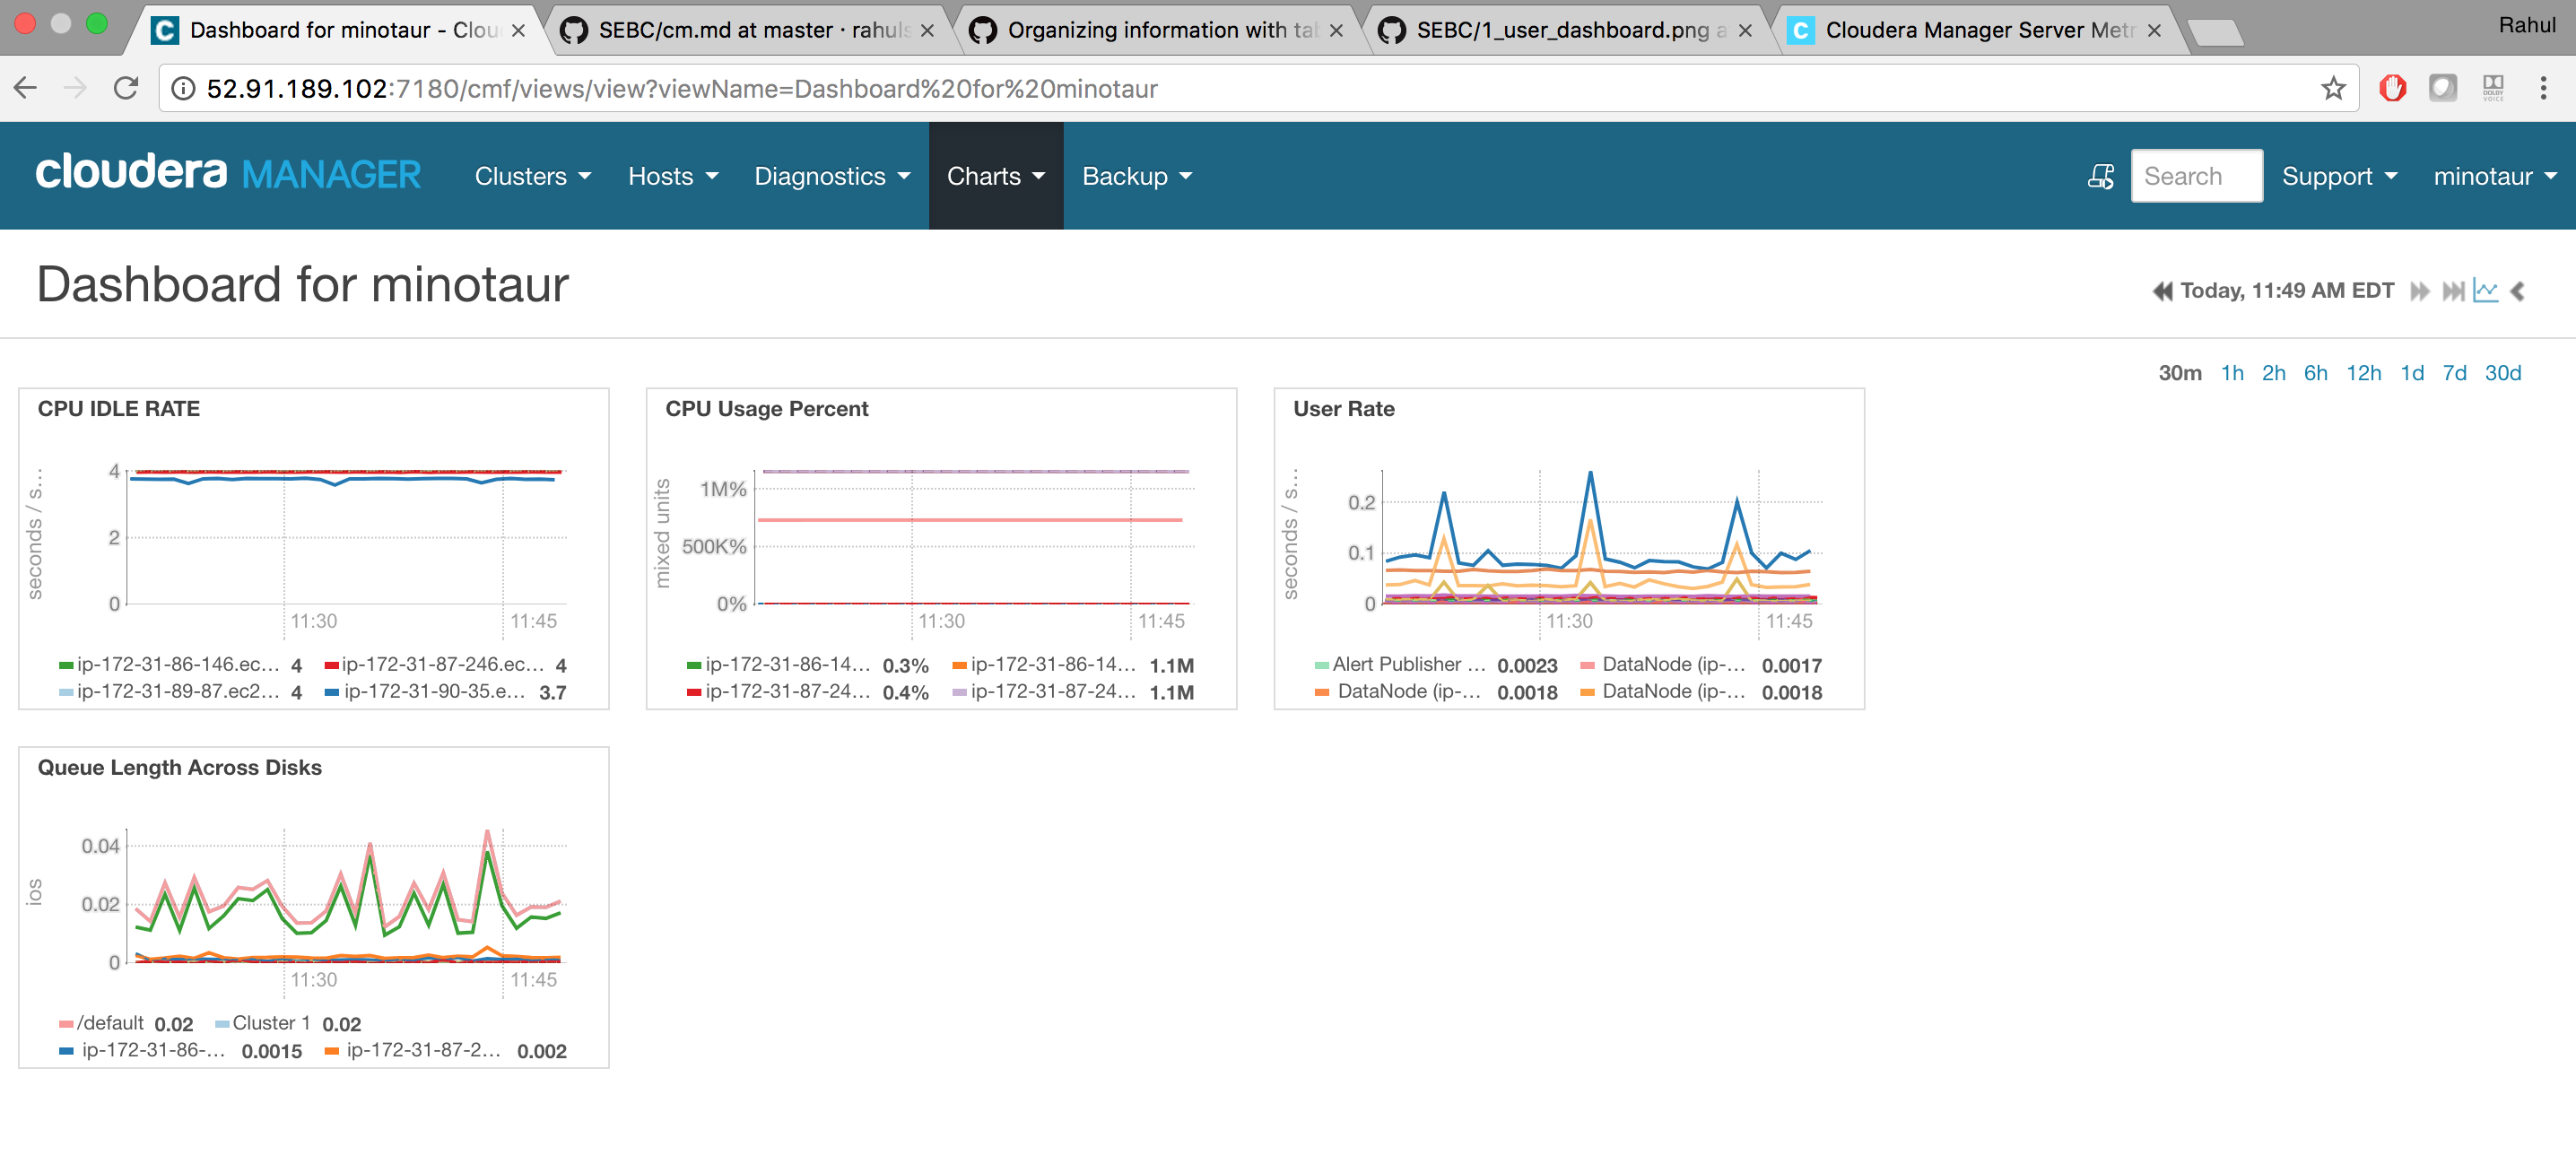 Dashboard for minotaur - Clou
SEBC/cm.md at master · rahuls
Organizing information with tab
SEBC/1_user_dashboard.png a
Cloudera Manager Server Metr
Rahul
52.91.189.102:7180/cmf/views/view?viewName=Dashboard%20for%20minotaur
DOLBY
VOICE
cloudera MANAGER
Clusters
Hosts
Diagnostics
Charts
Backup
Search
Support
minotaur
Dashboard for minotaur
Today, 11:49 AM EDT
30m 1h 2h 6h 12h 1d 7d 30d
CPU IDLE RATE
seconds / s...
4
2
0
11:30
11:45
ip-172-31-86-146.ec... 4
ip-172-31-87-246.ec... 4
ip-172-31-89-87.ec2... 4
ip-172-31-90-35.e... 3.7
CPU Usage Percent
mixed units
1M%
500K%
0%
11:30
11:45
ip-172-31-86-14... 0.3%
ip-172-31-86-14... 1.1M
ip-172-31-87-24... 0.4%
ip-172-31-87-24... 1.1M
User Rate
seconds / s...
0.2
0.1
0
11:30
11:45
Alert Publisher ... 0.0023
DataNode (ip-... 0.0017
DataNode (ip-... 0.0018
DataNode (ip-... 0.0018
Queue Length Across Disks
ios
0.04
0.02
0
11:30
11:45
/default 0.02
Cluster 1 0.02
ip-172-31-86-... 0.0015
ip-172-31-87-2... 0.002